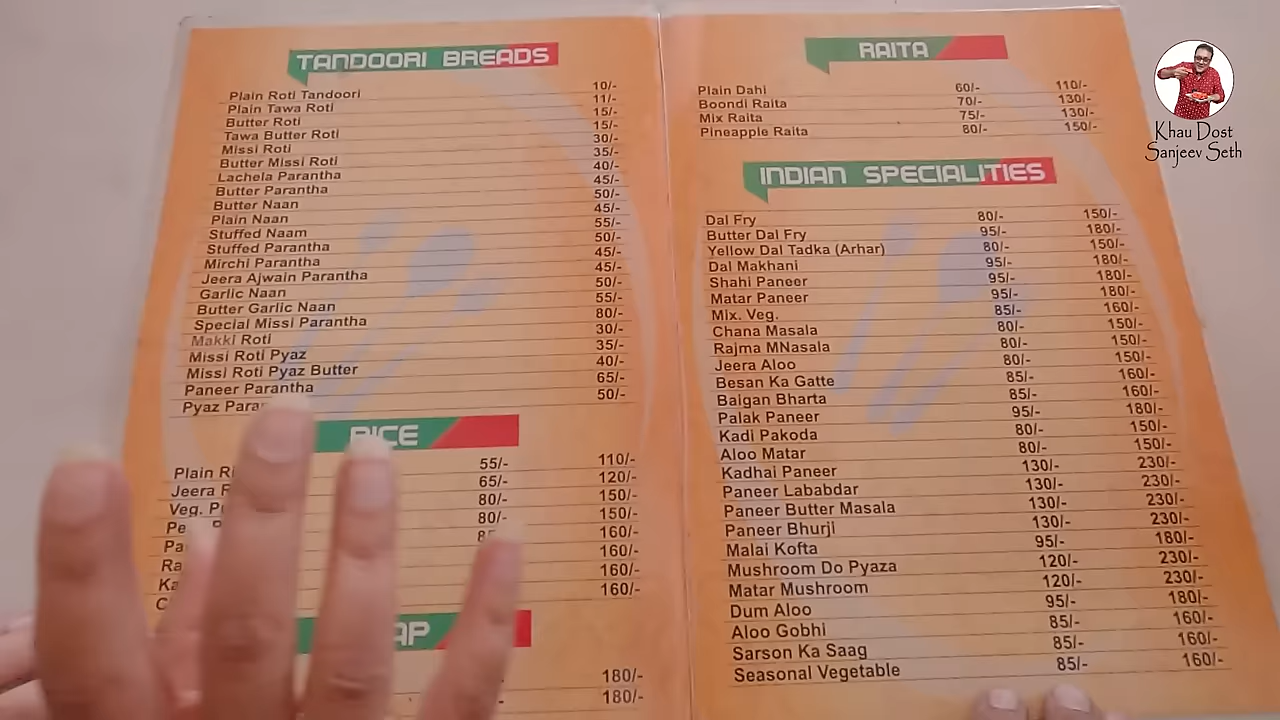 TANDOORI BREADS
Plain Roti Tandoori 10/-
Plain Tawa Roti 11/-
Butter Roti 15/-
Tawa Butter Roti 15/-
Missi Roti 30/-
Butter Missi Roti 35/-
Lachela Parantha 40/-
Butter Parantha 45/-
Butter Naan 50/-
Plain Naan 45/-
Stuffed Naam 55/-
Stuffed Parantha 50/-
Mirchi Parantha 45/-
Jeera Ajwain Parantha 45/-
Garlic Naan 50/-
Butter Garlic Naan 55/-
Special Missi Parantha 80/-
Makki Roti 30/-
Missi Roti Pyaz 35/-
Missi Roti Pyaz Butter 40/-
Paneer Parantha 65/-
Pyaz 50/-
RICE
Plain 55/- 110/-
Jeera 65/- 120/-
Veg. 80/- 150/-
80/- 150/-
160/-
160/-
160/-
160/-
180/-
180/-
RAITA
Plain Dahi 60/- 110/-
Boondi Raita 70/- 130/-
Mix Raita 75/- 130/-
Pineapple Raita 80/- 150/-
INDIAN SPECIALITIES
Dal Fry 80/- 150/-
Butter Dal Fry 95/- 180/-
Yellow Dal Tadka (Arhar) 80/- 150/-
Dal Makhani 95/- 180/-
Shahi Paneer 95/- 180/-
Matar Paneer 95/- 180/-
Mix. Veg. 85/- 160/-
Chana Masala 80/- 150/-
Rajma MNasala 80/- 150/-
Jeera Aloo 80/- 150/-
Besan Ka Gatte 85/- 160/-
Baigan Bharta 85/- 160/-
Palak Paneer 95/- 180/-
Kadi Pakoda 80/- 150/-
Aloo Matar 80/- 150/-
Kadhai Paneer 130/- 230/-
Paneer Lababdar 130/- 230/-
Paneer Butter Masala 130/- 230/-
Paneer Bhurji 130/- 230/-
Malai Kofta 95/- 180/-
Mushroom Do Pyaza 120/- 230/-
Matar Mushroom 120/- 230/-
Dum Aloo 95/- 180/-
Aloo Gobhi 85/- 160/-
Sarson Ka Saag 85/- 160/-
Seasonal Vegetable 85/- 160/-
Khau Dost
Sanjeev Seth